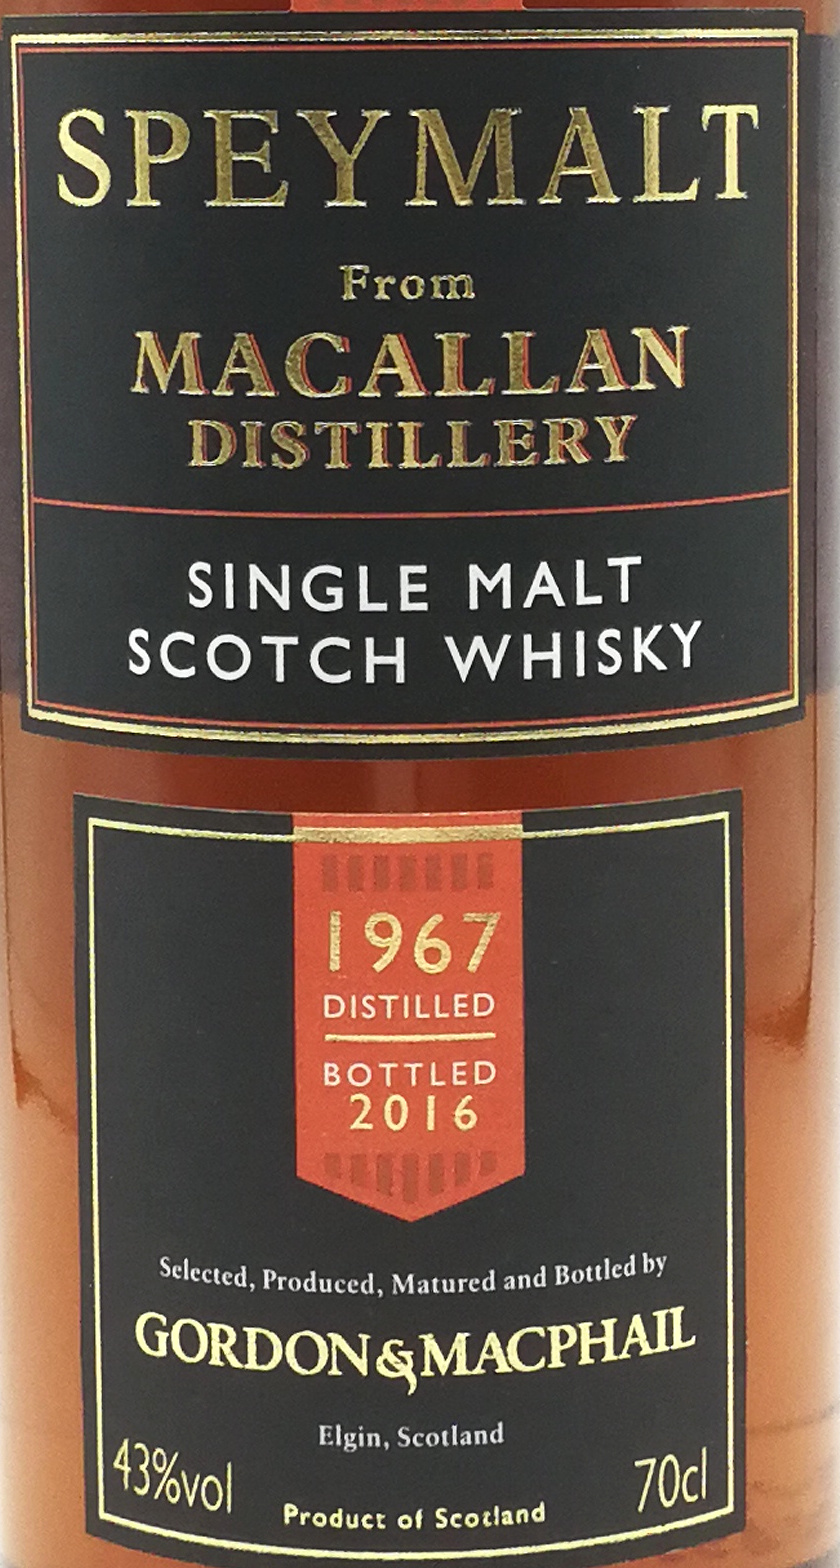 SPEYMALT
From
MACALLAN
DISTILLERY
SINGLE MALT
SCOTCH WHISKY
1967
DISTILLED
BOTTLED
2016
Selected, Produced, Matured and Bottled by
GORDON & MACPHAIL
Elgin, Scotland
43%vol 70cl
Product of Scotland